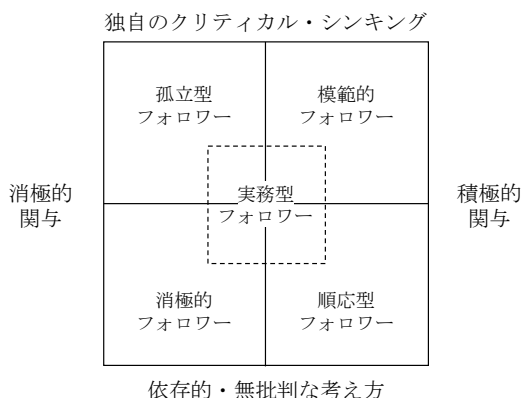 独自のクリティカル・シンキング
孤立型
フォロワー
模範的
フォロワー
消極的
関与
実務型
フォロワー
積極的
関与
消極的
フォロワー
順応型
フォロワー
依存的・無批判な考え方